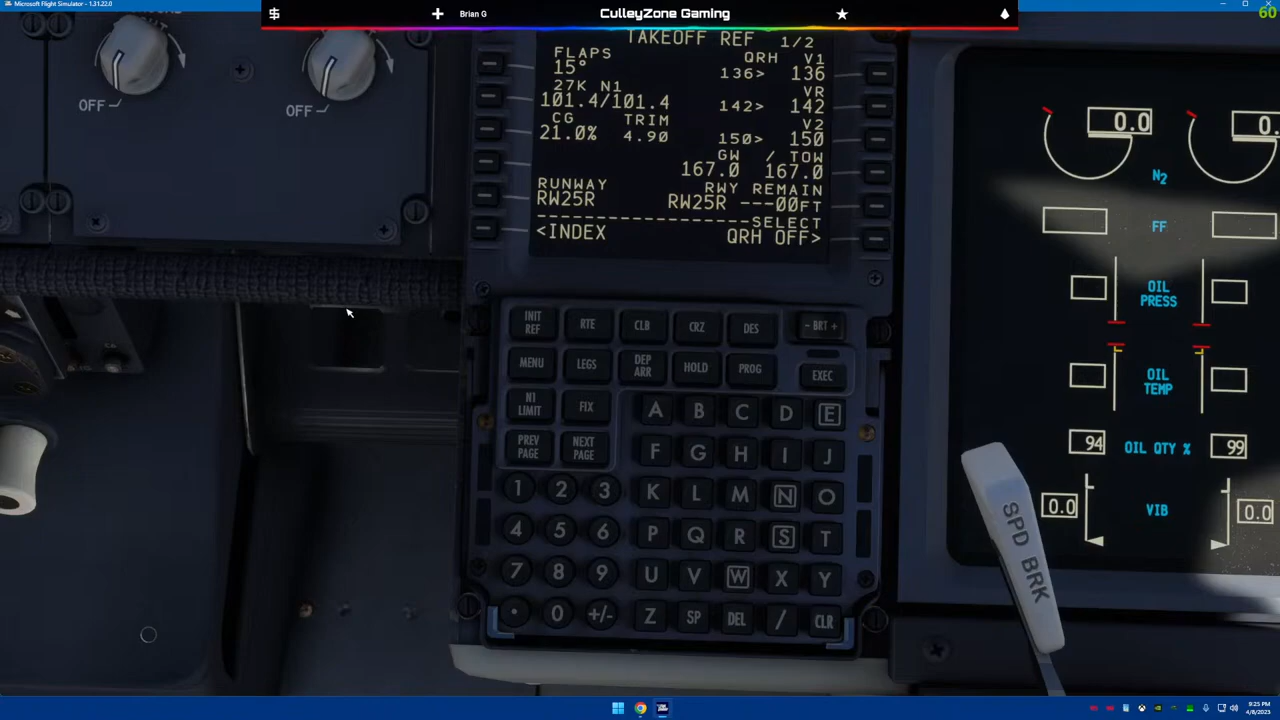 Microsoft Flight Simulator - 1.31.22.0
Brian G
CulleyZone Gaming
60
OFF
OFF
TAKEOFF REF 1/2
FLAPS QRH V1
15° 136> 136
27K N1 VR
101.4/101.4 142> 142
CG TRIM V2
21.0% 4.90 150> 150
GW / TOW
167.0 167.0
RUNWAY RWY REMAIN
RW25R RW25R ---00FT
--------------------SELECT
<INDEX QRH OFF>
INIT REF
RTE
CLB
CRZ
DES
- BRT +
MENU
LEGS
DEP ARR
HOLD
PROG
EXEC
N1 LIMIT
FIX
A B C D E
PREV PAGE
NEXT PAGE
F G H I J
1 2 3 K L M N O
4 5 6 P Q R S T
7 8 9 U V W X Y
. 0 +/- Z SP DEL / CLR
0.0 0.
N2
FF
OIL PRESS
OIL TEMP
94 OIL QTY % 99
0.0 VIB 0.0
SPD BRK
9:25 PM
4/8/2023